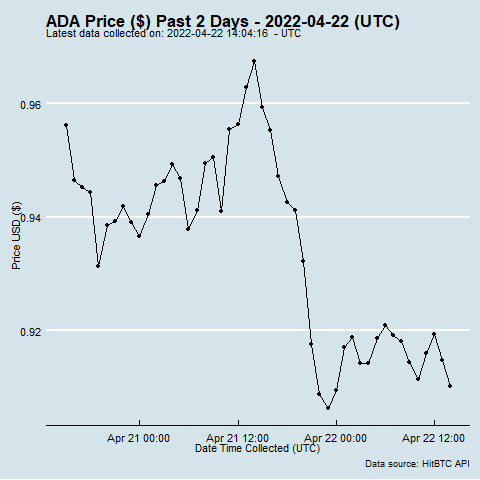 ADA Price ($) Past 2 Days - 2022-04-22 (UTC)
Latest data collected on: 2022-04-22 14:04:16 - UTC
0.96
0.94
0.92
Price USD ($)
Apr 21 00:00 Apr 21 12:00 Apr 22 00:00 Apr 22 12:00
Date Time Collected (UTC)
Data source: HitBTC API